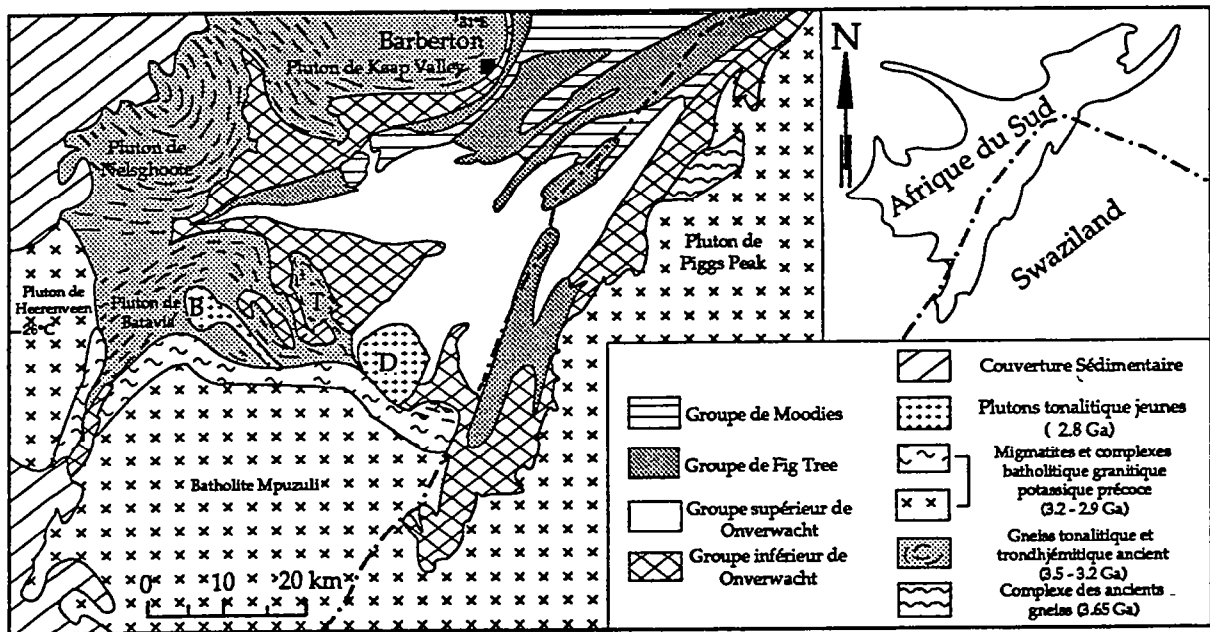 Barberton
Pluton de Kaap Valley
Pluton de
Nelsghoote
Pluton de
Heerenveen
Pluton de
Batavia
B
T
D
Pluton de
Piggs Peak
Batholite Mpuzuli
0 10 20 km
N
Afrique du Sud
Swaziland
Groupe de Moodies
Groupe de Fig Tree
Groupe supérieur de
Onverwacht
Groupe inférieur de
Onverwacht
Couverture Sédimentaire
Plutons tonalitique jeunes
( 2.8 Ga)
Migmatites et complexes
batholitique granitique
potassique précoce
(3.2 - 2.9 Ga)
Gneiss tonalitique et
trondhjémitique ancient
(3.5 - 3.2 Ga)
Complexe des ancients
gneiss (3.65 Ga)